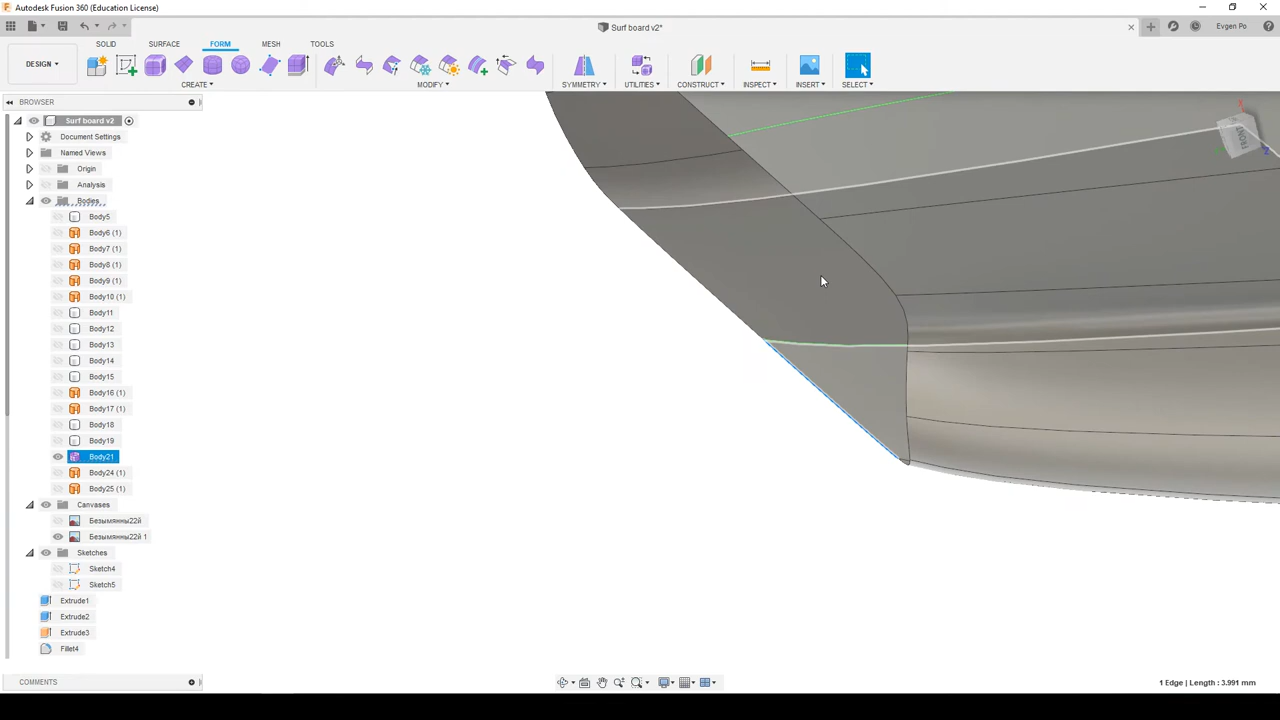 Autodesk Fusion 360 (Education License)
Surf board v2*
Evgen Po
SOLID SURFACE FORM MESH TOOLS
DESIGN
CREATE MODIFY SYMMETRY UTILITIES CONSTRUCT INSPECT INSERT SELECT
BROWSER
Surf board v2
Document Settings
Named Views
Origin
Analysis
Bodies
Body5
Body6 (1)
Body7 (1)
Body8 (1)
Body9 (1)
Body10 (1)
Body11
Body12
Body13
Body14
Body15
Body16 (1)
Body17 (1)
Body18
Body19
Body21
Body24 (1)
Body25 (1)
Canvases
Безымянны22й
Безымянны22й 1
Sketches
Sketch4
Sketch5
Extrude1
Extrude2
Extrude3
Fillet4
X
FRONT
Z
COMMENTS
1 Edge | Length : 3.991 mm